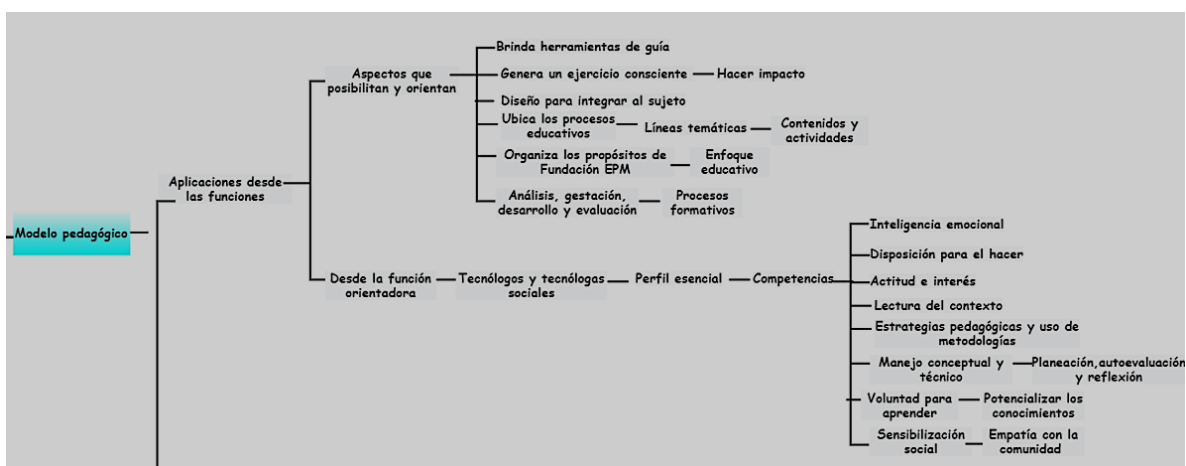 Modelo pedagógico
Aplicaciones desde
las funciones
Aspectos que
posibilitan y orientan
Brinda herramientas de guía
Genera un ejercicio consciente
Hacer impacto
Diseño para integrar al sujeto
Ubica los procesos
educativos
Líneas temáticas
Contenidos y
actividades
Organiza los propósitos de
Fundación EPM
Enfoque
educativo
Análisis, gestación,
desarrollo y evaluación
Procesos
formativos
Desde la función
orientadora
Tecnólogos y tecnólogas
sociales
Perfil esencial
Competencias
Inteligencia emocional
Disposición para el hacer
Actitud e interés
Lectura del contexto
Estrategias pedagógicas y uso de
metodologías
Manejo conceptual y
técnico
Planeación,autoevaluación
y reflexión
Voluntad para
aprender
Potencializar los
conocimientos
Sensibilización
social
Empatía con la
comunidad